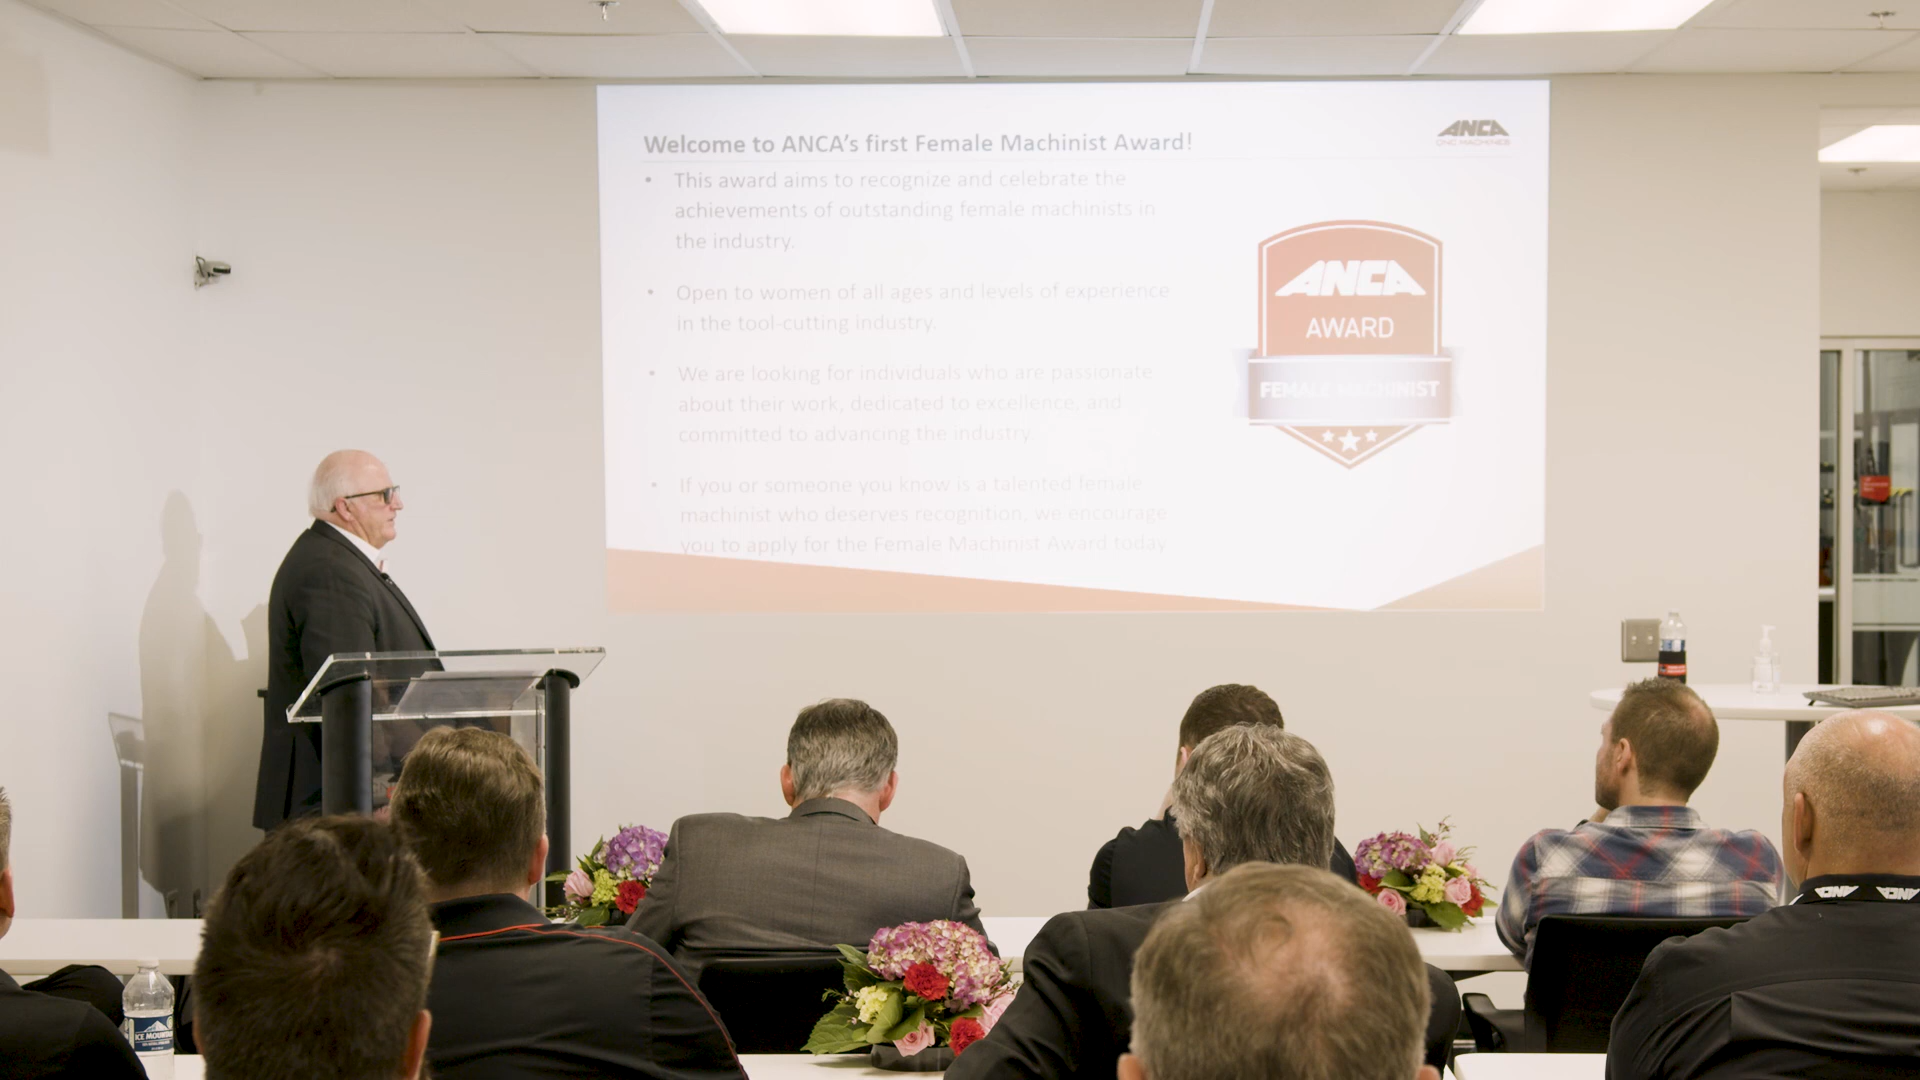 Welcome to ANCA's first Female Machinist Award!
ANCA
CNC MACHINES
• This award aims to recognize and celebrate the
achievements of outstanding female machinists in
the industry.
• Open to women of all ages and levels of experience
in the tool-cutting industry.
• We are looking for individuals who are passionate
about their work, dedicated to excellence, and
committed to advancing the industry.
• If you or someone you know is a talented female
machinist who deserves recognition, we encourage
you to apply for the Female Machinist Award today
ANCA
AWARD
FEMALE MACHINIST
ICE MOUNTAIN
ANCA